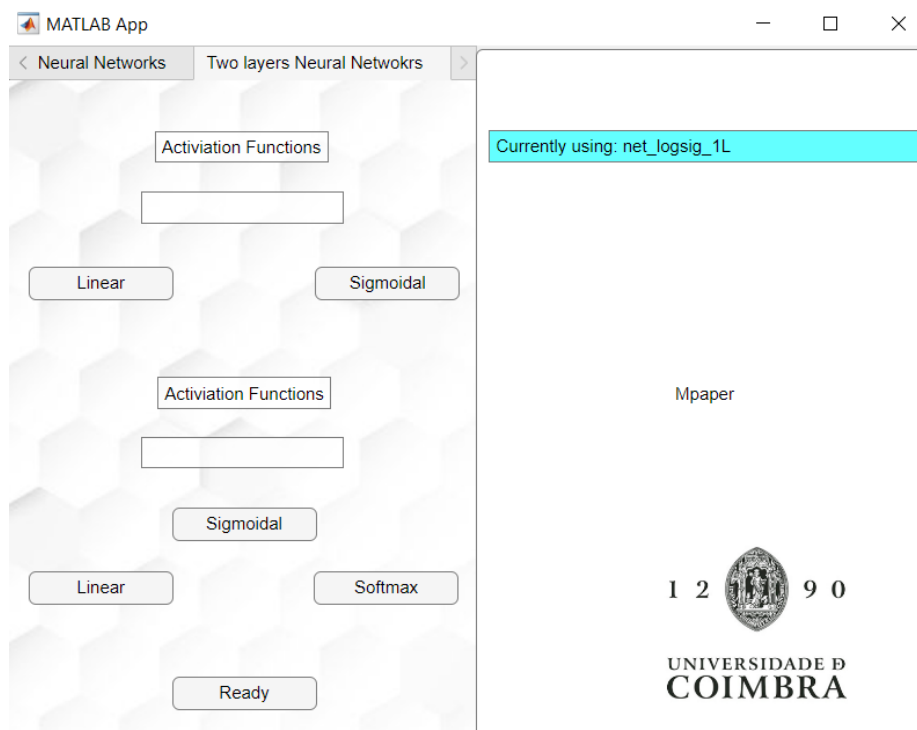 MATLAB App
Neural Networks
Two layers Neural Netwokrs
Activiation Functions
Linear
Sigmoidal
Activiation Functions
Sigmoidal
Linear
Softmax
Ready
Currently using: net_logsig_1L
Mpaper
1 2 9 0
UNIVERSIDADE Ð
COIMBRA